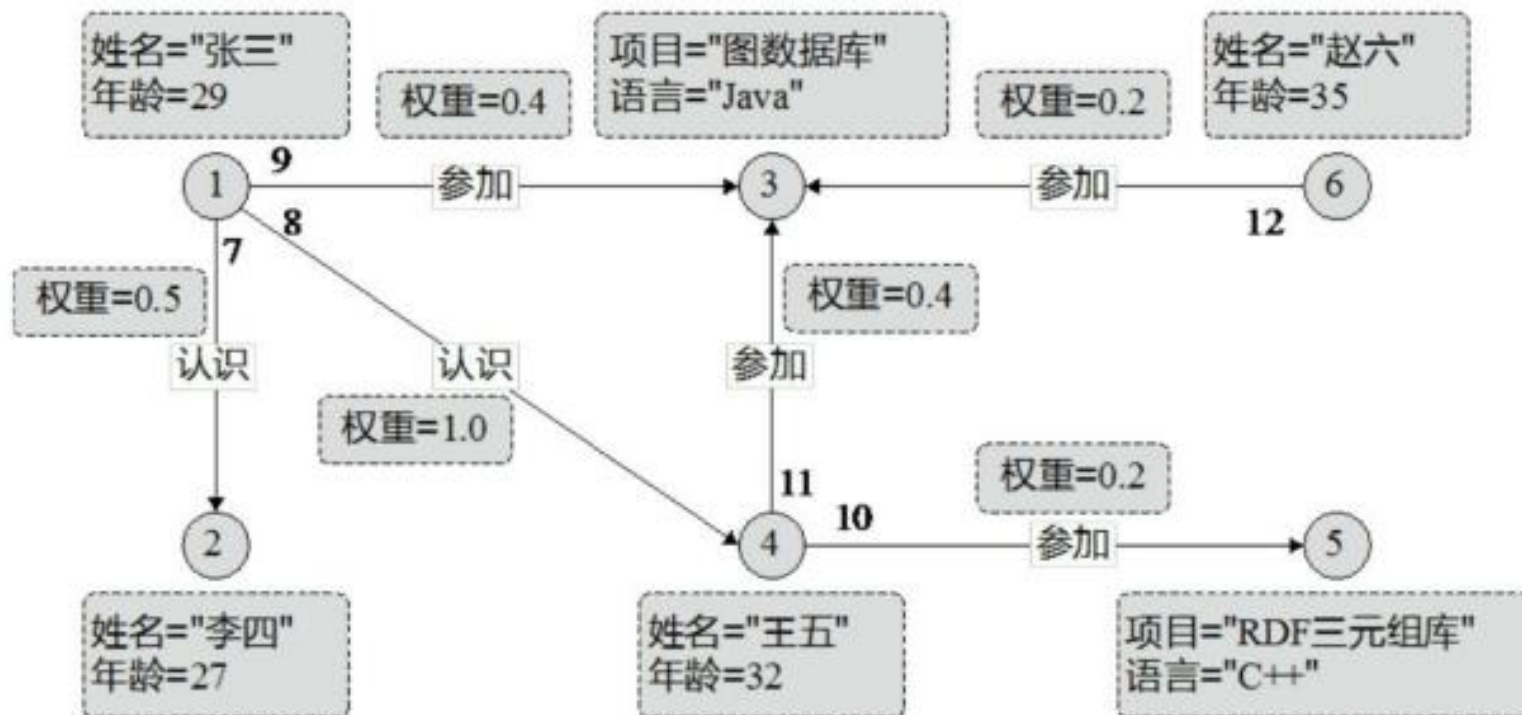 姓名="张三"
年龄=29
权重=0.4
项目="图数据库"
语言="Java"
权重=0.2
姓名="赵六"
年龄=35
1
9
参加
3
参加
6
8
12
7
权重=0.5
权重=0.4
认识
认识
参加
权重=1.0
权重=0.2
11
10
2
4
参加
5
姓名="李四"
年龄=27
姓名="王五"
年龄=32
项目="RDF三元组库"
语言="C++"